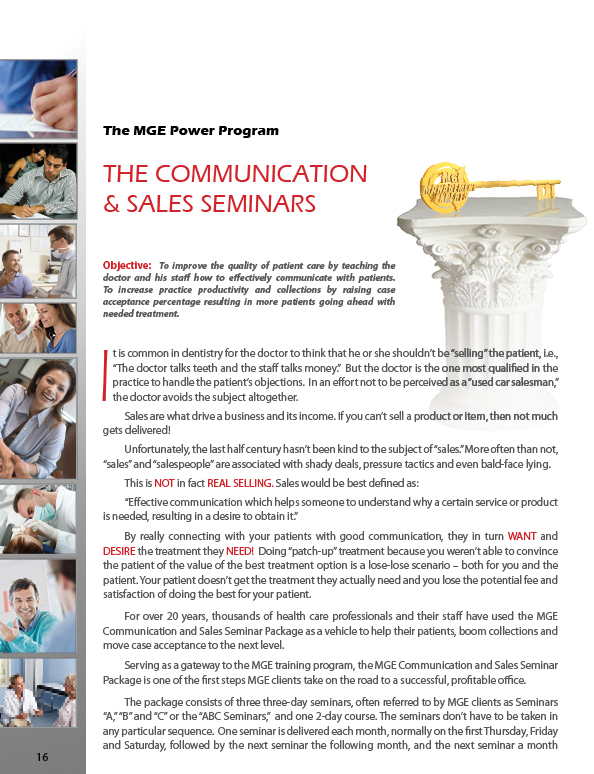 The MGE Power Program
THE COMMUNICATION
& SALES SEMINARS
MGE
MANAGEMENT
EXPERTS
Objective: To improve the quality of patient care by teaching the
doctor and his staff how to effectively communicate with patients.
To increase practice productivity and collections by raising case
acceptance percentage resulting in more patients going ahead with
needed treatment.
It is common in dentistry for the doctor to think that he or she shouldn't be "selling" the patient, i.e.,
"The doctor talks teeth and the staff talks money." But the doctor is the one most qualified in the
practice to handle the patient's objections. In an effort not to be perceived as a "used car salesman,"
the doctor avoids the subject altogether.
Sales are what drive a business and its income. If you can't sell a product or item, then not much
gets delivered!
Unfortunately, the last half century hasn't been kind to the subject of "sales." More often than not,
"sales" and "salespeople" are associated with shady deals, pressure tactics and even bald-face lying.
This is NOT in fact REAL SELLING. Sales would be best defined as:
"Effective communication which helps someone to understand why a certain service or product
is needed, resulting in a desire to obtain it."
By really connecting with your patients with good communication, they in turn WANT and
DESIRE the treatment they NEED! Doing "patch-up" treatment because you weren't able to convince
the patient of the value of the best treatment option is a lose-lose scenario – both for you and the
patient. Your patient doesn't get the treatment they actually need and you lose the potential fee and
satisfaction of doing the best for your patient.
For over 20 years, thousands of health care professionals and their staff have used the MGE
Communication and Sales Seminar Package as a vehicle to help their patients, boom collections and
move case acceptance to the next level.
Serving as a gateway to the MGE training program, the MGE Communication and Sales Seminar
Package is one of the first steps MGE clients take on the road to a successful, profitable office.
The package consists of three three-day seminars, often referred to by MGE clients as Seminars
"A," "B" and "C" or the "ABC Seminars," and one 2-day course. The seminars don't have to be taken in
any particular sequence. One seminar is delivered each month, normally on the first Thursday, Friday
and Saturday, followed by the next seminar the following month, and the next seminar a month
16